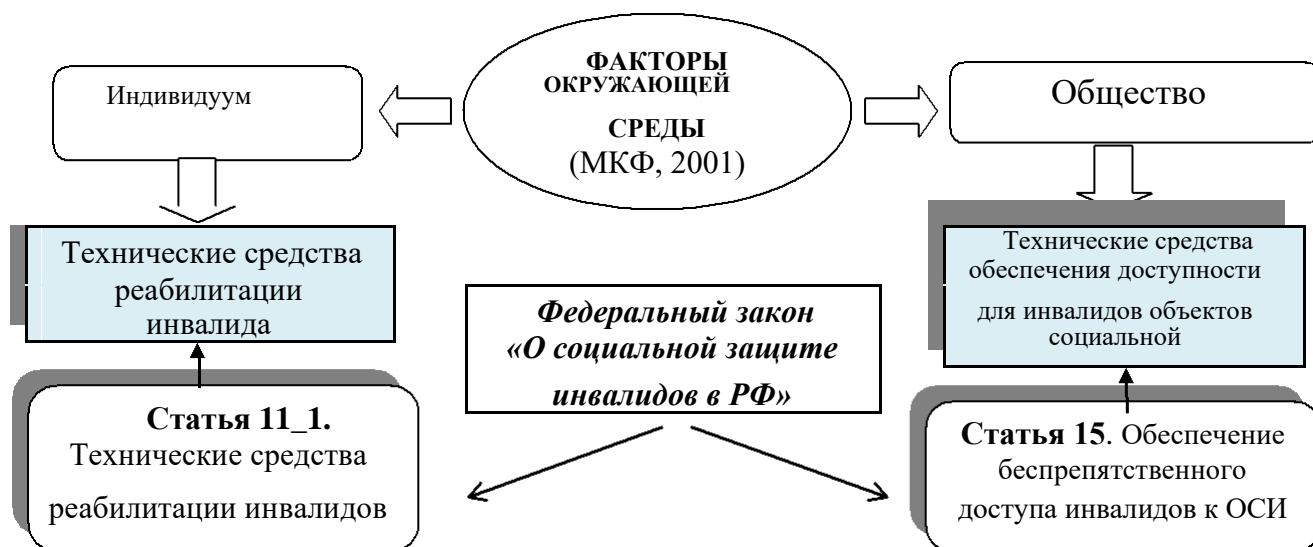 ФАКТОРЫ
ОКРУЖАЮЩЕЙ
СРЕДЫ
(МКФ, 2001)
Индивидуум
Общество
Технические средства
реабилитации
инвалида
Технические средства
обеспечения доступности
для инвалидов объектов
социальной
Федеральный закон
«О социальной защите
инвалидов в РФ»
Статья 11_1.
Технические средства
реабилитации инвалидов
Статья 15. Обеспечение
беспрепятственного
доступа инвалидов к ОСИ